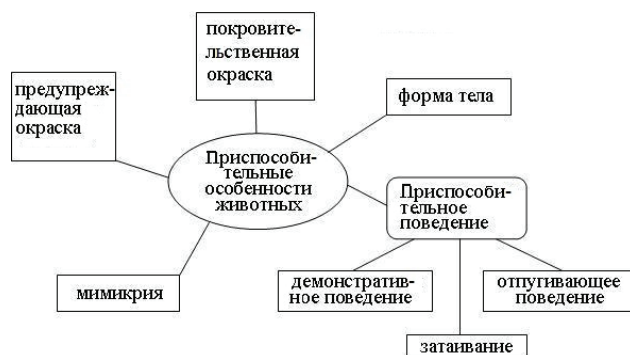 покровите-
льственная
окраска
предупреж-
дающая
окраска
форма тела
Приспособи-
тельные
особенности
животных
Приспособи-
тельное
поведение
мимикрия
демонстратив-
ное поведение
отпугивающее
поведение
затаивание